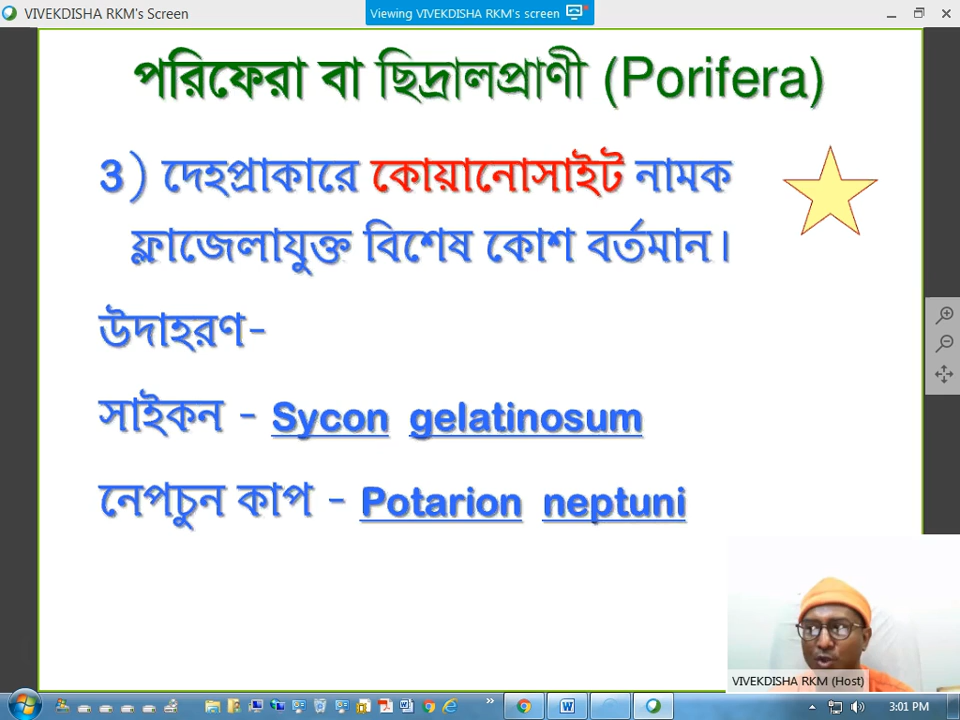 VIVEKDISHA RKM's Screen
Viewing VIVEKDISHA RKM's screen
পরিফেরা বা ছিদ্রালপ্রাণী (Porifera)
3) দেহপ্রাকারে কোয়ানোসাইট নামক
ফ্লাজেলাযুক্ত বিশেষ কোশ বর্তমান।
উদাহরণ-
সাইকন - Sycon gelatinosum
নেপচুন কাপ - Potarion neptuni
VIVEKDISHA RKM (Host)
3:01 PM